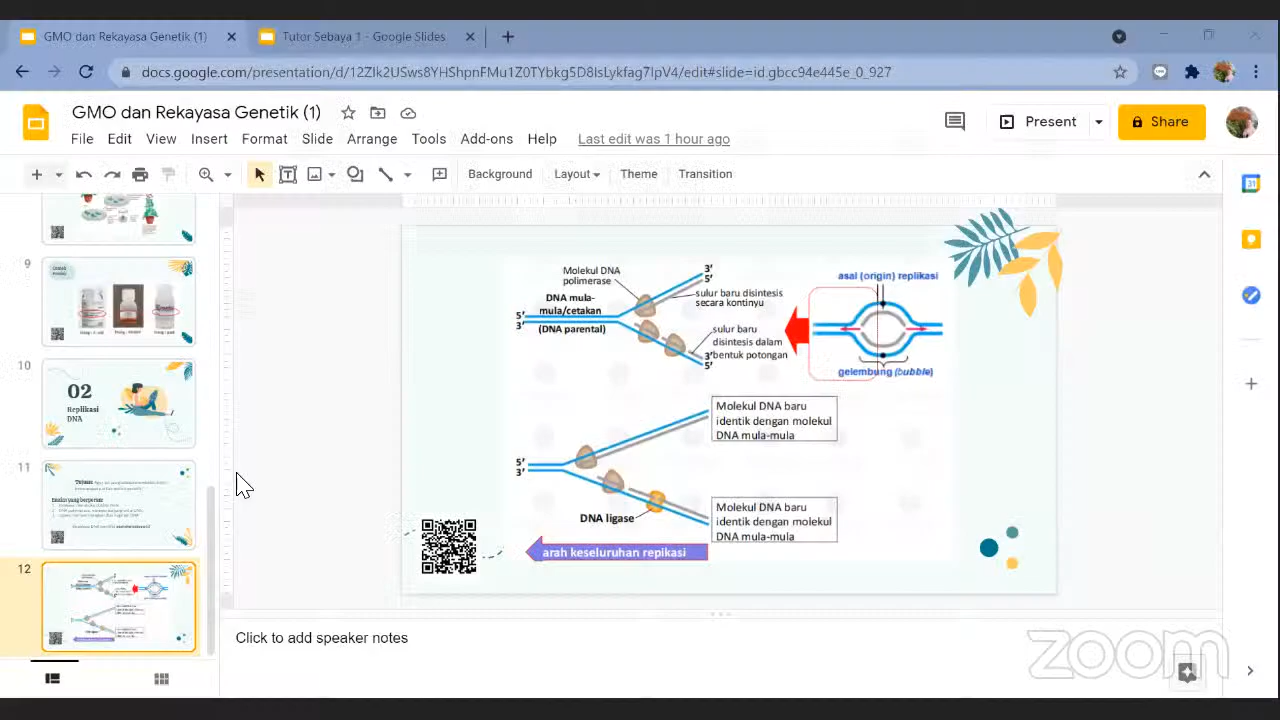 GMO dan Rekayasa Genetik (1)
Tutor Sebaya 1 - Google Slides
docs.google.com/presentation/d/12ZIk2USws8YHShpnFMu1Z0TYbkg5D8IsLykfag7IpV4/edit#slide=id.gbcc94e445e_0_927
GMO dan Rekayasa Genetik (1)
File Edit View Insert Format Slide Arrange Tools Add-ons Help Last edit was 1 hour ago
Present
Share
Background Layout Theme Transition
31
9
10
02
Replikasi
DNA
11
Tujuan
12
Molekul DNA
polimerase
3'
5'
DNA mula-
mula/cetakan
(DNA parental)
5'
3'
sulur baru disintesis
secara kontinyu
sulur baru
disintesis dalam
bentuk potongan
3'
5'
asal (origin) replikasi
gelembung (bubble)
Molekul DNA baru
identik dengan molekul
DNA mula-mula
5'
3'
DNA ligase
Molekul DNA baru
identik dengan molekul
DNA mula-mula
arah keseluruhan repikasi
Click to add speaker notes
zoom